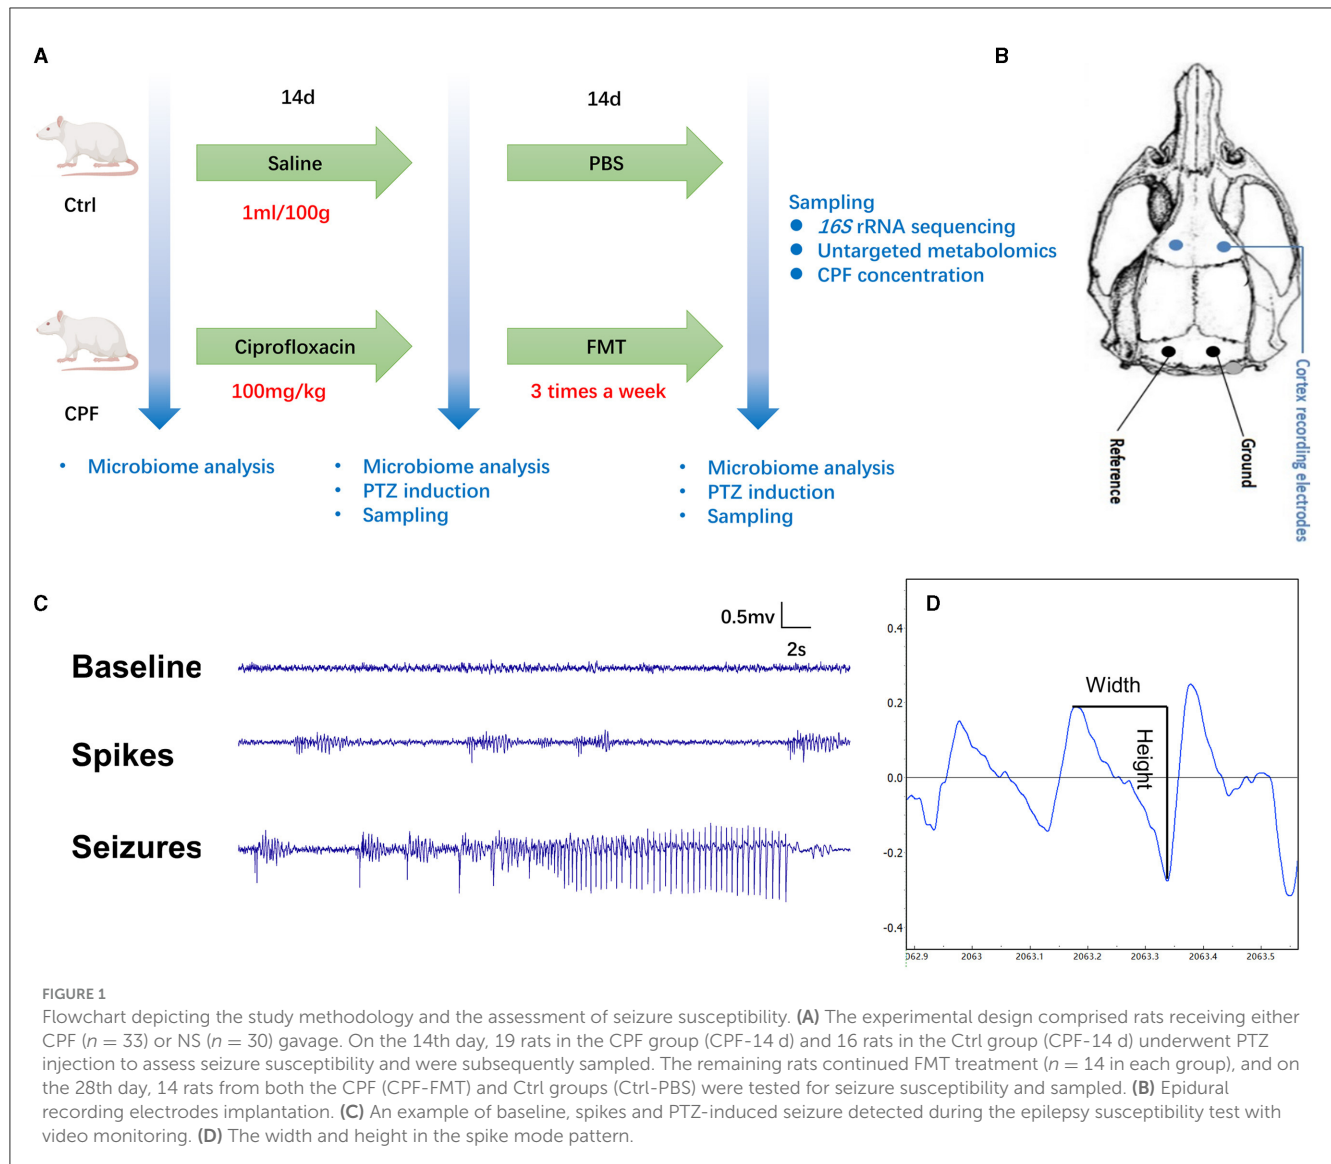 A
B
14d
14d
Saline
PBS
Ctrl
1ml/100g
Sampling
● 16S rRNA sequencing
● Untargeted metabolomics
● CPF concentration
Ciprofloxacin
FMT
CPF
100mg/kg
3 times a week
• Microbiome analysis
• Microbiome analysis
• PTZ induction
• Sampling
• Microbiome analysis
• PTZ induction
• Sampling
Reference
Ground
Cortex recording electrodes
C
0.5mv
2s
Baseline
Spikes
Seizures
D
0.4
0.2
0.0
-0.2
-0.4
Width
Height
062.9 2063 2063.1 2063.2 2063.3 2063.4 2063.5
FIGURE 1
Flowchart depicting the study methodology and the assessment of seizure susceptibility. (A) The experimental design comprised rats receiving either
CPF (n = 33) or NS (n = 30) gavage. On the 14th day, 19 rats in the CPF group (CPF-14 d) and 16 rats in the Ctrl group (CPF-14 d) underwent PTZ
injection to assess seizure susceptibility and were subsequently sampled. The remaining rats continued FMT treatment (n = 14 in each group), and on
the 28th day, 14 rats from both the CPF (CPF-FMT) and Ctrl groups (Ctrl-PBS) were tested for seizure susceptibility and sampled. (B) Epidural
recording electrodes implantation. (C) An example of baseline, spikes and PTZ-induced seizure detected during the epilepsy susceptibility test with
video monitoring. (D) The width and height in the spike mode pattern.